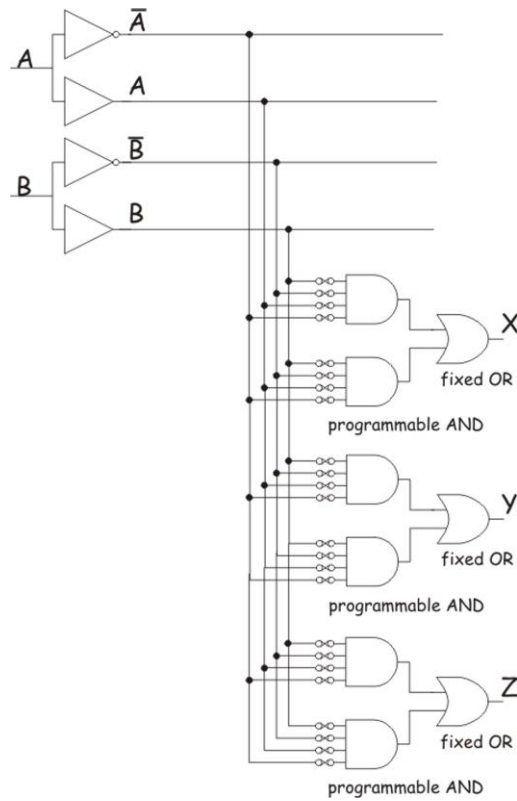 A̅
A
A
B̅
B
B
X
fixed OR
programmable AND
Y
fixed OR
programmable AND
Z
fixed OR
programmable AND